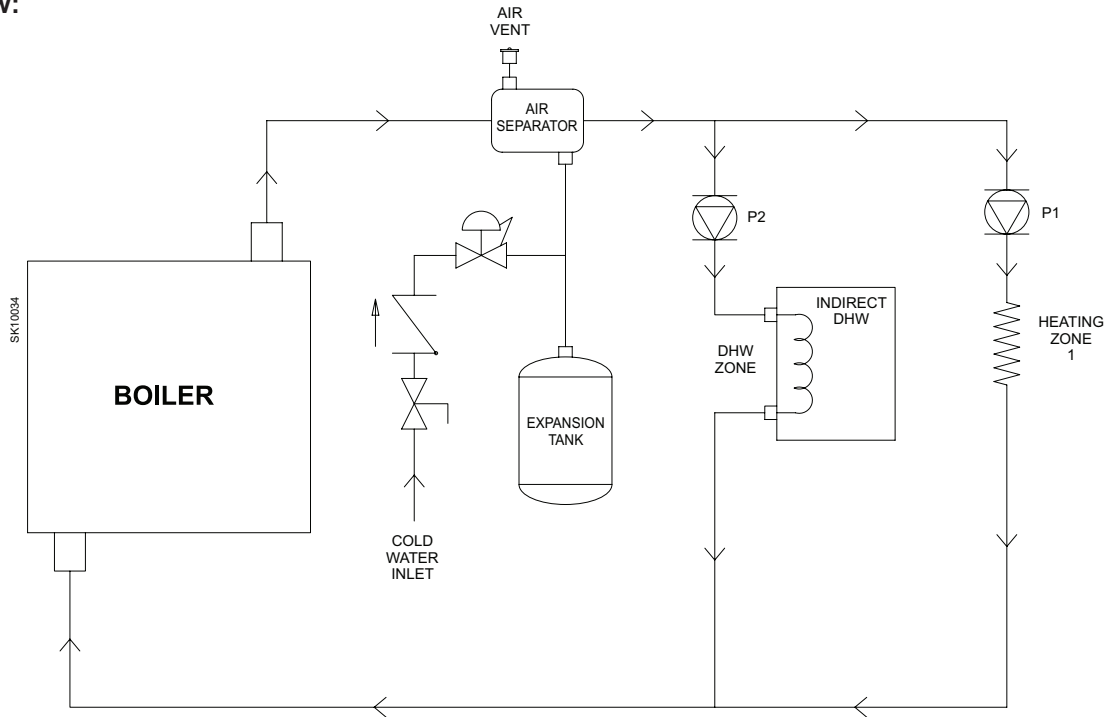 AIR
VENT
AIR
SEPARATOR
P2
P1
SK10034
BOILER
INDIRECT
DHW
DHW
ZONE
HEATING
ZONE
1
EXPANSION
TANK
COLD
WATER
INLET